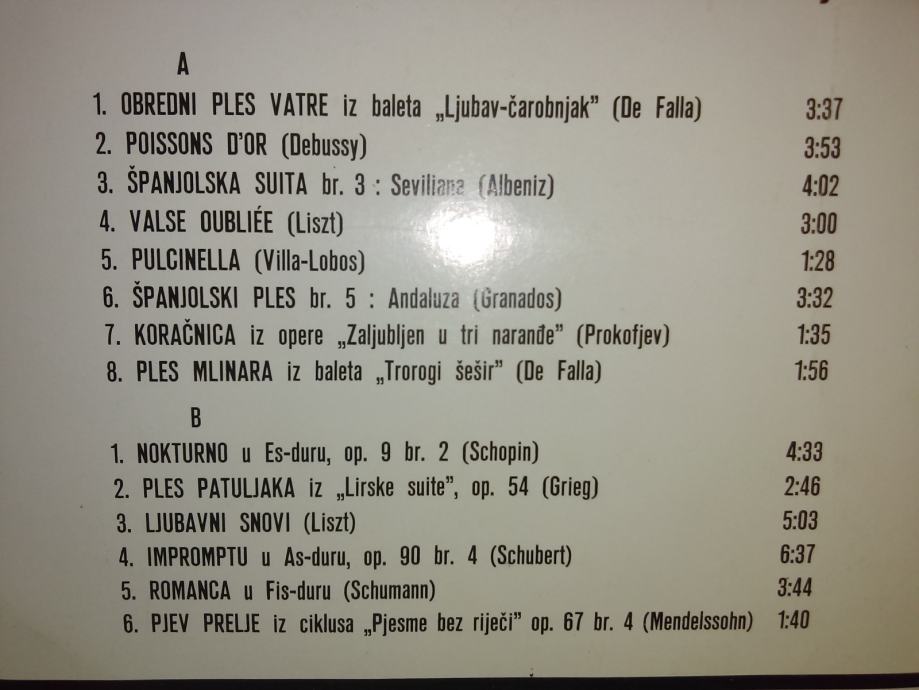 A
1. OBREDNI PLES VATRE iz baleta „Ljubav-čarobnjak” (De Falla) 3:37
2. POISSONS D'OR (Debussy) 3:53
3. ŠPANJOLSKA SUITA br. 3 : Seviliana (Albeniz) 4:02
4. VALSE OUBLIÉE (Liszt) 3:00
5. PULCINELLA (Villa-Lobos) 1:28
6. ŠPANJOLSKI PLES br. 5 : Andaluza (Granados) 3:32
7. KORAČNICA iz opere „Zaljubljen u tri naranđe” (Prokofjev) 1:35
8. PLES MLINARA iz baleta „Trorogi šešir” (De Falla) 1:56
B
1. NOKTURNO u Es-duru, op. 9 br. 2 (Schopin) 4:33
2. PLES PATULJAKA iz „Lirske suite”, op. 54 (Grieg) 2:46
3. LJUBAVNI SNOVI (Liszt) 5:03
4. IMPROMPTU u As-duru, op. 90 br. 4 (Schubert) 6:37
5. ROMANCA u Fis-duru (Schumann) 3:44
6. PJEV PRELJE iz ciklusa „Pjesme bez riječi” op. 67 br. 4 (Mendelssohn) 1:40